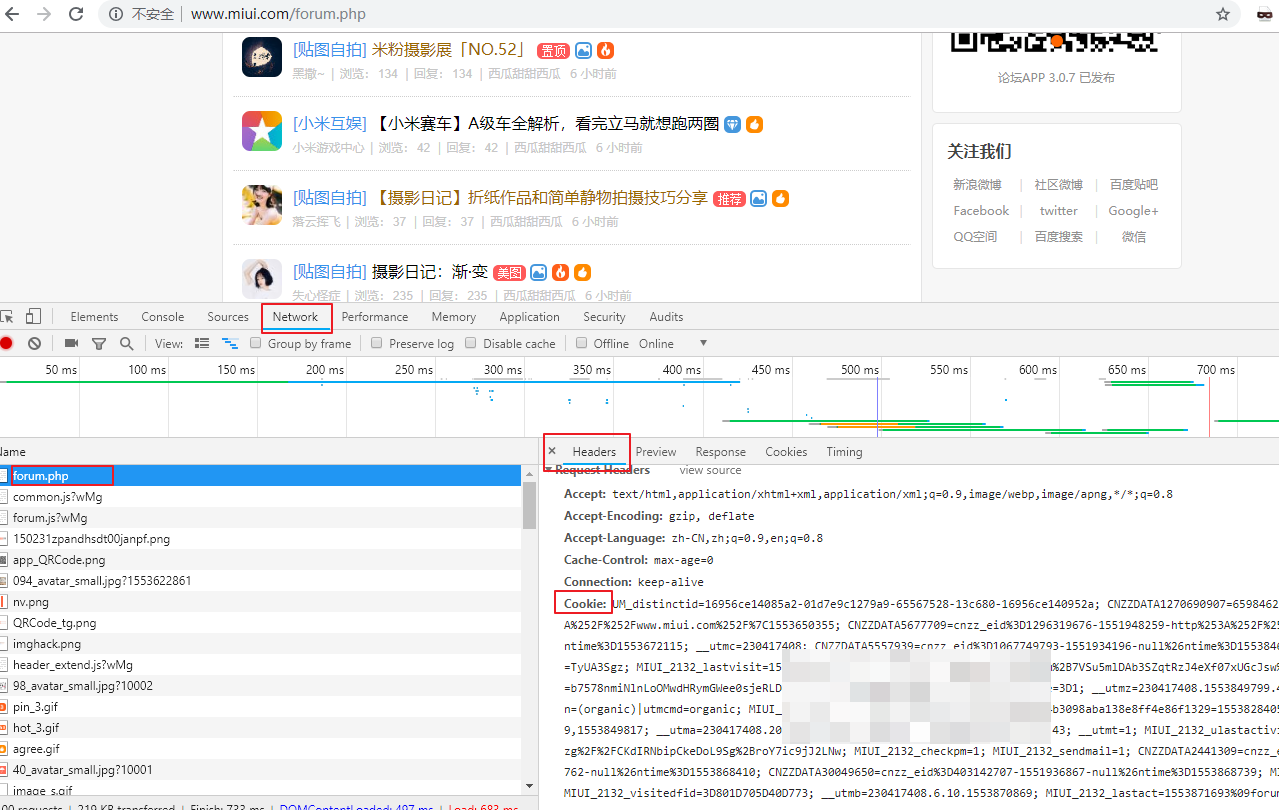 不安全 www.miui.com/forum.php
[贴图自拍] 米粉摄影展「NO.52」 置顶
黑撒~ | 浏览: 134 | 回复: 134 | 西瓜甜甜西瓜 6 小时前
[小米互娱] 【小米赛车】A级车全解析，看完立马就想跑两圈
小米游戏中心 | 浏览: 42 | 回复: 42 | 西瓜甜甜西瓜 6 小时前
[贴图自拍] 【摄影日记】折纸作品和简单静物拍摄技巧分享 推荐
落云挥飞 | 浏览: 37 | 回复: 37 | 西瓜甜甜西瓜 6 小时前
[贴图自拍] 摄影日记：渐·变 美图
失心怪症 | 浏览: 235 | 回复: 235 | 西瓜甜甜西瓜 6 小时前
论坛APP 3.0.7 已发布
关注我们
新浪微博 | 社区微博 | 百度贴吧
Facebook | twitter | Google+
QQ空间 | 百度搜索 | 微信
Elements Console Sources Network Performance Memory Application Security Audits
View: Group by frame Preserve log Disable cache Offline Online
50 ms 100 ms 150 ms 200 ms 250 ms 300 ms 350 ms 400 ms 450 ms 500 ms 550 ms 600 ms 650 ms 700 ms
Name
forum.php
common.js?wMg
forum.js?wMg
150231zpandhsdt00janpf.png
app_QRCode.png
094_avatar_small.jpg?1553622861
nv.png
QRCode_tg.png
imghack.png
header_extend.js?wMg
98_avatar_small.jpg?10002
pin_3.gif
hot_3.gif
agree.gif
40_avatar_small.jpg?10001
image_s.gif
00 requests | 219 KB transferred | Finish: 733 ms | DOMContentLoaded: 497 ms | Load: 683 ms
× Headers Preview Response Cookies Timing
Request Headers view source
Accept: text/html,application/xhtml+xml,application/xml;q=0.9,image/webp,image/apng,*/*;q=0.8
Accept-Encoding: gzip, deflate
Accept-Language: zh-CN,zh;q=0.9,en;q=0.8
Cache-Control: max-age=0
Connection: keep-alive
Cookie: UM_distinctid=16956ce14085a2-01d7e9c1279a9-65567528-13c680-16956ce140952a; CNZZDATA1270690907=6598462
A%252F%252Fwww.miui.com%252F%7C1553650355; CNZZDATA5677709=cnzz_eid%3D1296319676-1551948259-http%253A%252F%25
ntime%3D1553672115; __utmc=230417408; CNZZDATA5557939=cnzz_eid%3D1067749793-1551934196-null%26ntime%3D155384
=TyUA3Sgz; MIUI_2132_lastvisit=15 %2B7VSu5mlDAb3SZqtRzJ4eXf07xUGcJsw%
=b7578nmiNlnLoOMwdHRymGWee0sjeRLD e=3D1; __utmz=230417408.1553849799.4
n=(organic)|utmcmd=organic; MIUI_ b3098aba138e8ff4e86f1329=1553828405
9,1553849817; __utma=230417408.20 43; __utmt=1; MIUI_2132_ulastactivi
zg%2F%2FCKdIRNbipCkeDoL9Sg%2BroY7ic9jJ2LNw; MIUI_2132_checkpm=1; MIUI_2132_sendmail=1; CNZZDATA2441309=cnzz_e
762-null%26ntime%3D1553868410; CNZZDATA30049650=cnzz_eid%3D403142707-1551936867-null%26ntime%3D1553868739; MI
MIUI_2132_visitedfid=3D801D705D40D773; __utmb=230417408.6.10.1553870869; MIUI_2132_lastact=1553871693%09forum